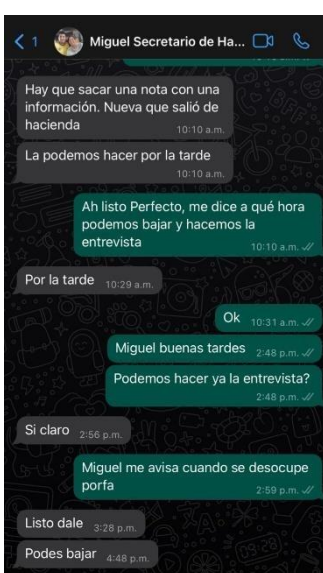 1
Miguel Secretario de Ha...
Hay que sacar una nota con una
información. Nueva que salió de
hacienda
10:10 a.m.
La podemos hacer por la tarde
10:10 a.m.
Ah listo Perfecto, me dice a qué hora
podemos bajar y hacemos la
entrevista
10:10 a.m.
Por la tarde 10:29 a.m.
Ok 10:31 a.m.
Miguel buenas tardes 2:48 p.m.
Podemos hacer ya la entrevista?
2:48 p.m.
Si claro 2:56 p.m.
Miguel me avisa cuando se desocupe
porfa
2:59 p.m.
Listo dale 3:28 p.m.
Podes bajar 4:48 p.m.